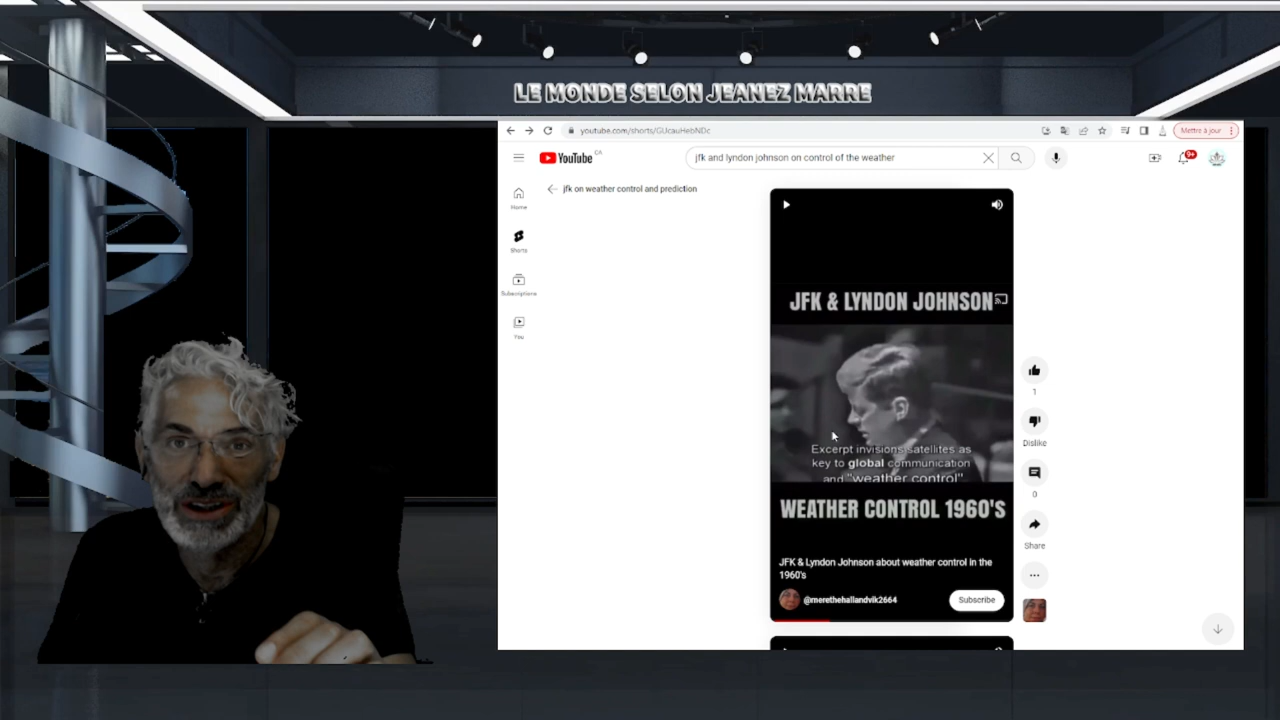 LE MONDE SELON JEANEZ MARRE
youtube.com/shorts/GUcauHebNDc
Mettre à jour
YouTube CA
jfk and lyndon johnson on control of the weather
9+
jfk on weather control and prediction
Home
Shorts
Subscriptions
You
JFK & LYNDON JOHNSON
Excerpt invisions satellites as
key to global communication
and "weather control"
WEATHER CONTROL 1960'S
JFK & Lyndon Johnson about weather control in the
1960's
@merethehallandvik2664
Subscribe
1
Dislike
0
Share